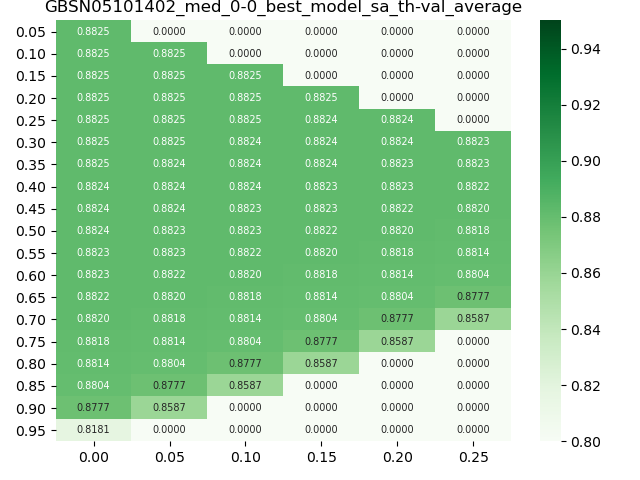 GBSN05101402_med_0-0_best_model_sa_th-val_average
0.05 0.8825 0.0000 0.0000 0.0000 0.0000 0.0000
0.10 0.8825 0.8825 0.0000 0.0000 0.0000 0.0000
0.15 0.8825 0.8825 0.8825 0.0000 0.0000 0.0000
0.20 0.8825 0.8825 0.8825 0.8825 0.0000 0.0000
0.25 0.8825 0.8825 0.8825 0.8824 0.8824 0.0000
0.30 0.8825 0.8825 0.8824 0.8824 0.8823 0.8823
0.35 0.8825 0.8824 0.8824 0.8824 0.8823 0.8823
0.40 0.8824 0.8824 0.8824 0.8823 0.8823 0.8822
0.45 0.8824 0.8824 0.8823 0.8823 0.8822 0.8820
0.50 0.8824 0.8823 0.8823 0.8822 0.8820 0.8818
0.55 0.8823 0.8823 0.8822 0.8820 0.8818 0.8814
0.60 0.8823 0.8822 0.8820 0.8818 0.8814 0.8804
0.65 0.8822 0.8820 0.8818 0.8814 0.8804 0.8777
0.70 0.8820 0.8818 0.8814 0.8804 0.8777 0.8587
0.75 0.8818 0.8814 0.8804 0.8777 0.8587 0.0000
0.80 0.8814 0.8804 0.8777 0.8587 0.0000 0.0000
0.85 0.8804 0.8777 0.8587 0.0000 0.0000 0.0000
0.90 0.8777 0.8587 0.0000 0.0000 0.0000 0.0000
0.95 0.8181 0.0000 0.0000 0.0000 0.0000 0.0000
0.00 0.05 0.10 0.15 0.20 0.25
0.94
0.92
0.90
0.88
0.86
0.84
0.82
0.80